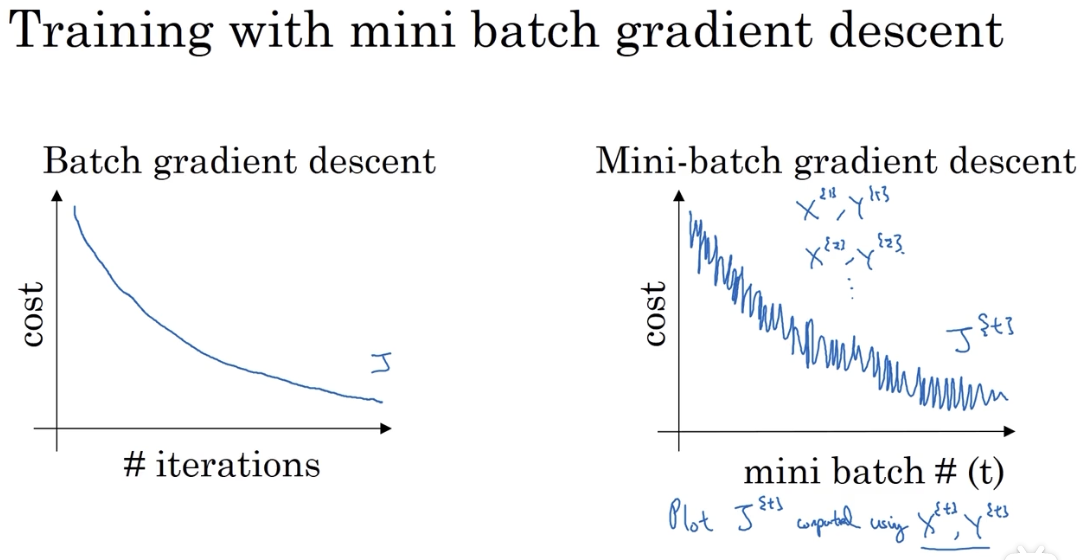 Training with mini batch gradient descent
Batch gradient descent
cost
J
# iterations
Mini-batch gradient descent
X^{1}, Y^{1}
X^{2}, Y^{2}
⋮
cost
J^{t}
mini batch # (t)
Plot J^{t} computed using X^{t}, Y^{t}